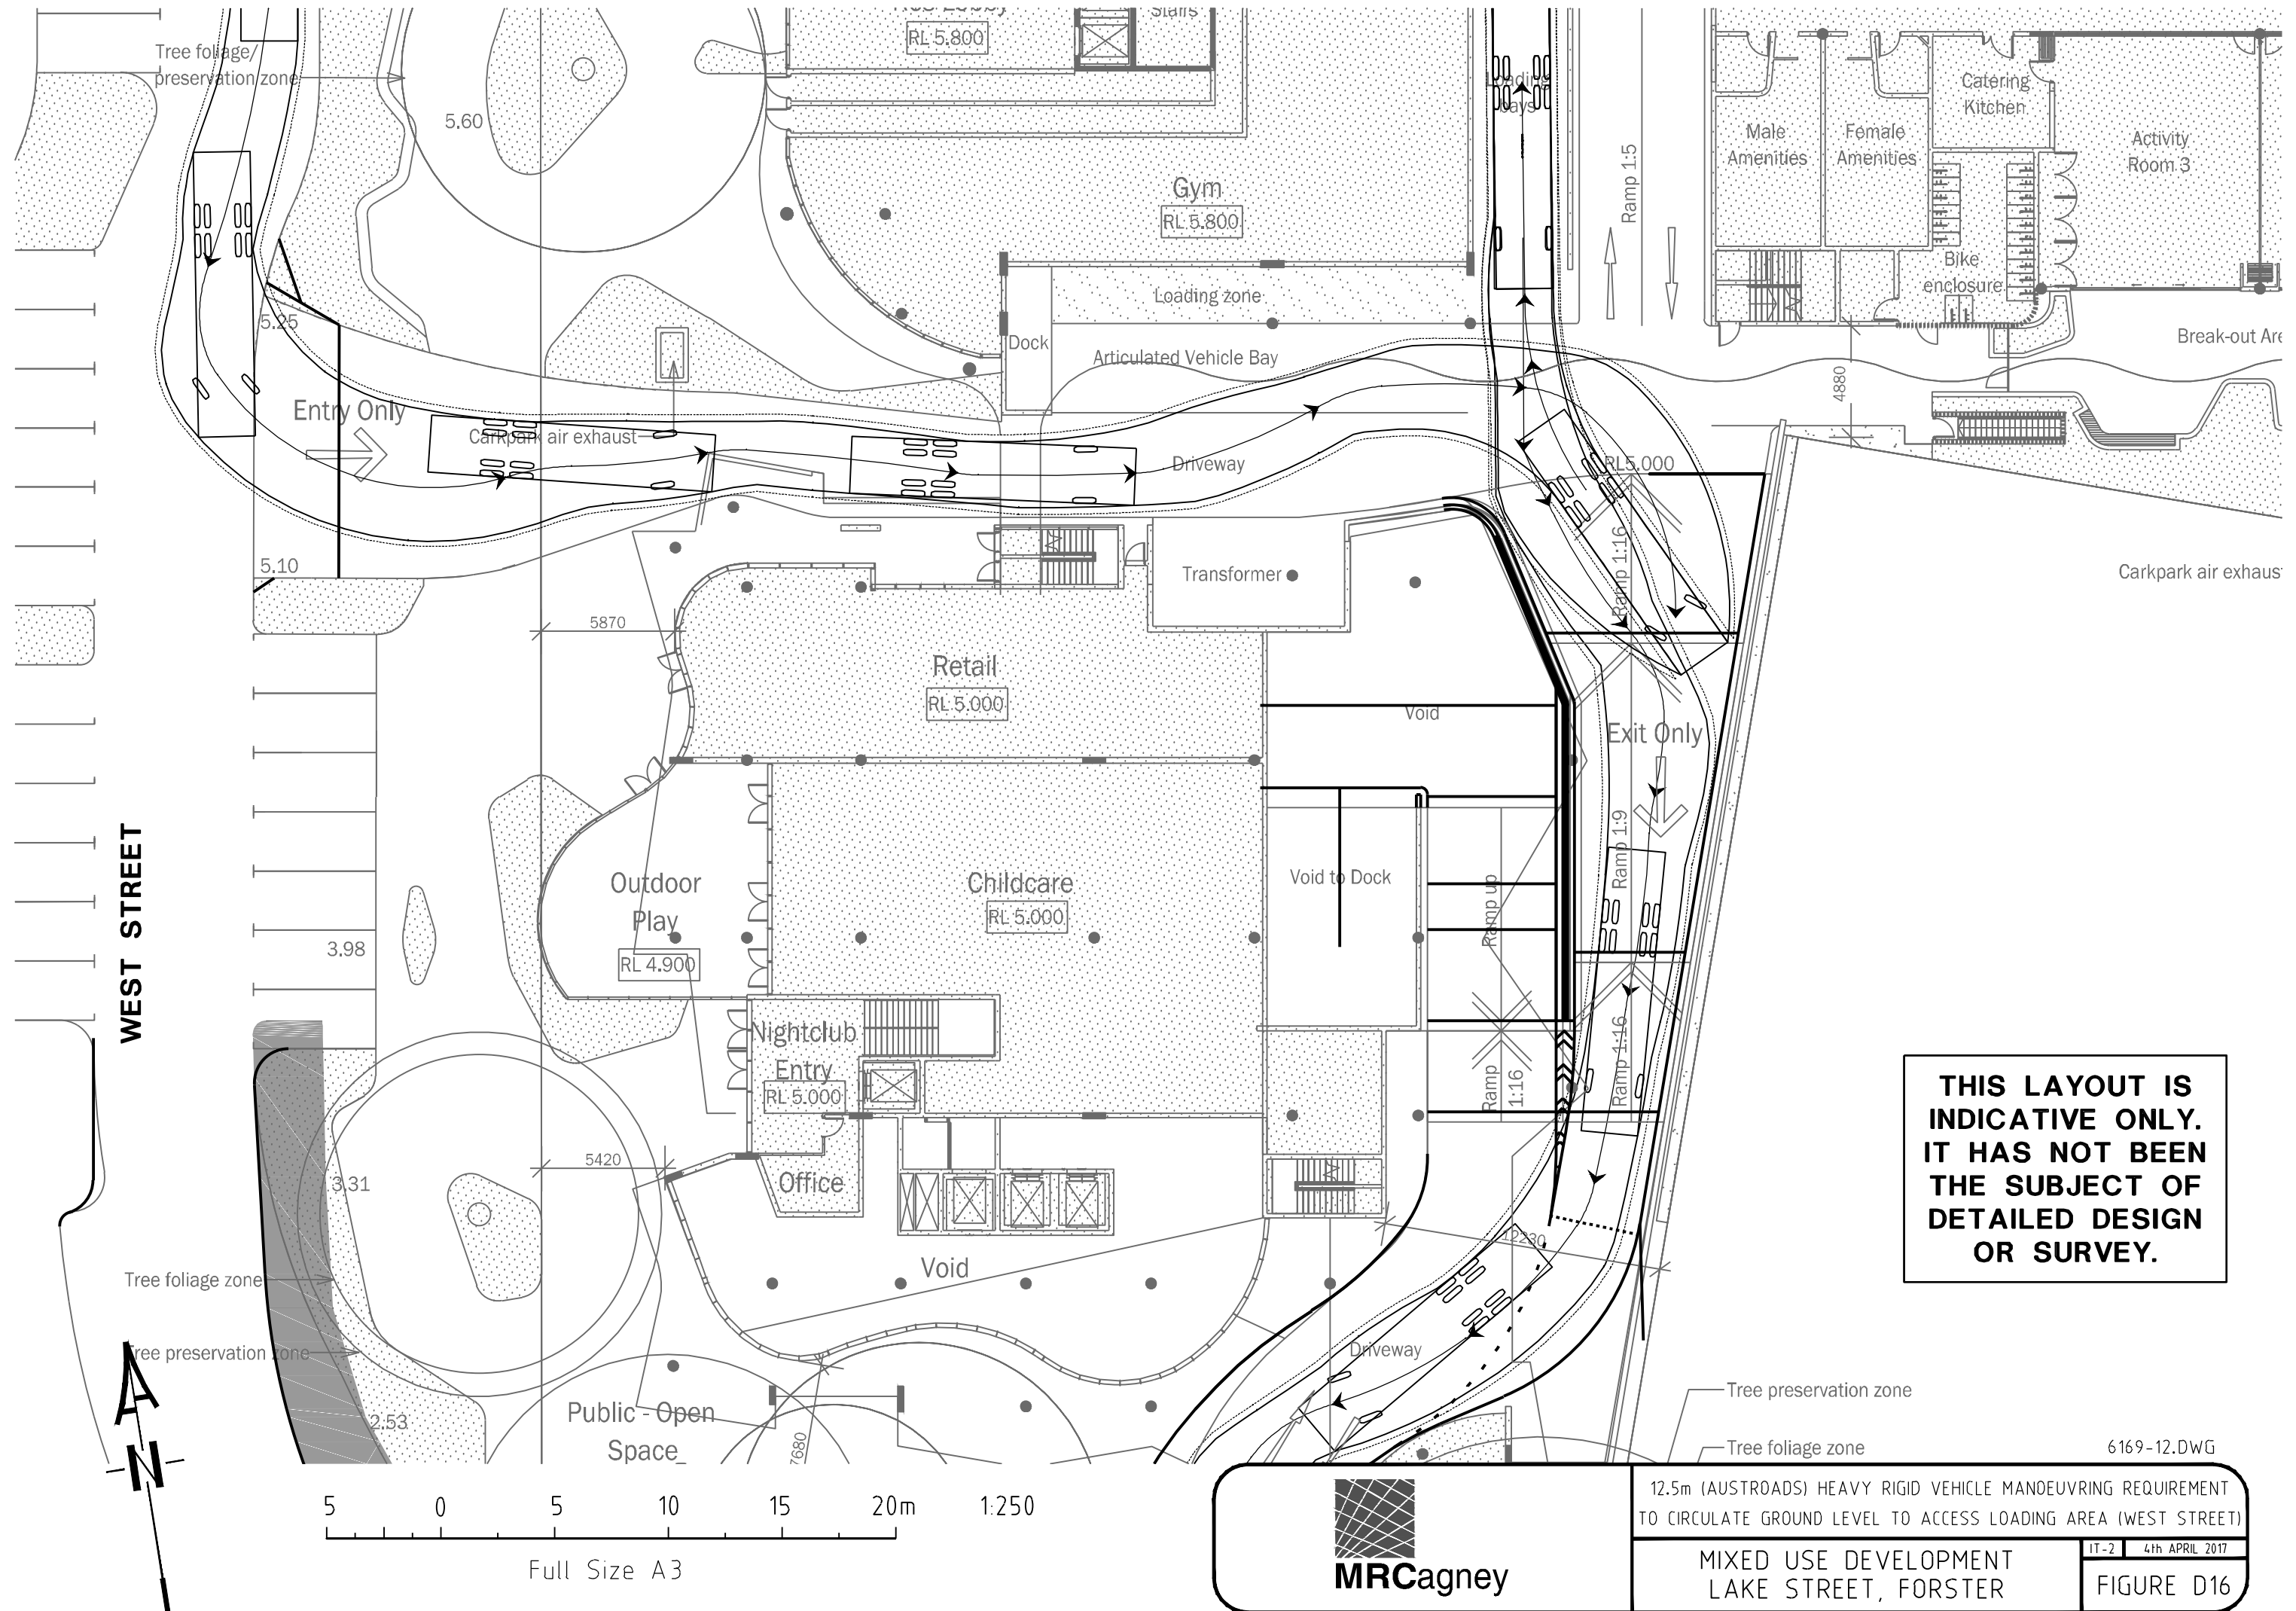 Tree foliage/
preservation zone
5.60
RL 5.800
Stairs
Gym
RL 5.800
Loading zone
Dock
Articulated Vehicle Bay
Loading
bays
Ramp 1:5
Male
Amenities
Female
Amenities
Catering
Kitchen
Activity
Room 3
Bike
enclosure
4880
5.25
Entry Only
Carkpark air exhaust
Driveway
RL5.000
5.10
Ramp 1:16
Transformer
5870
Retail
RL 5.000
Void
Exit Only
WEST STREET
3.98
Outdoor
Play
RL 4.900
Childcare
RL 5.000
Void to Dock
Ramp up
Ramp 1:9
Nightclub
Entry
RL 5.000
Ramp
1:16
Ramp 1:16
THIS LAYOUT IS
INDICATIVE ONLY.
IT HAS NOT BEEN
THE SUBJECT OF
DETAILED DESIGN
OR SURVEY.
3.31
5420
Office
12230
Tree foliage zone
Void
Tree preservation zone
Driveway
2.53
Public - Open
Space
7680
Tree preservation zone
Tree foliage zone
N
6169-12.DWG
5 0 5 10 15 20m 1:250
Full Size A3
MRCagney
12.5m (AUSTROADS) HEAVY RIGID VEHICLE MANOEUVRING REQUIREMENT
TO CIRCULATE GROUND LEVEL TO ACCESS LOADING AREA (WEST STREET)
MIXED USE DEVELOPMENT
LAKE STREET, FORSTER
IT-2 4th APRIL 2017
FIGURE D16